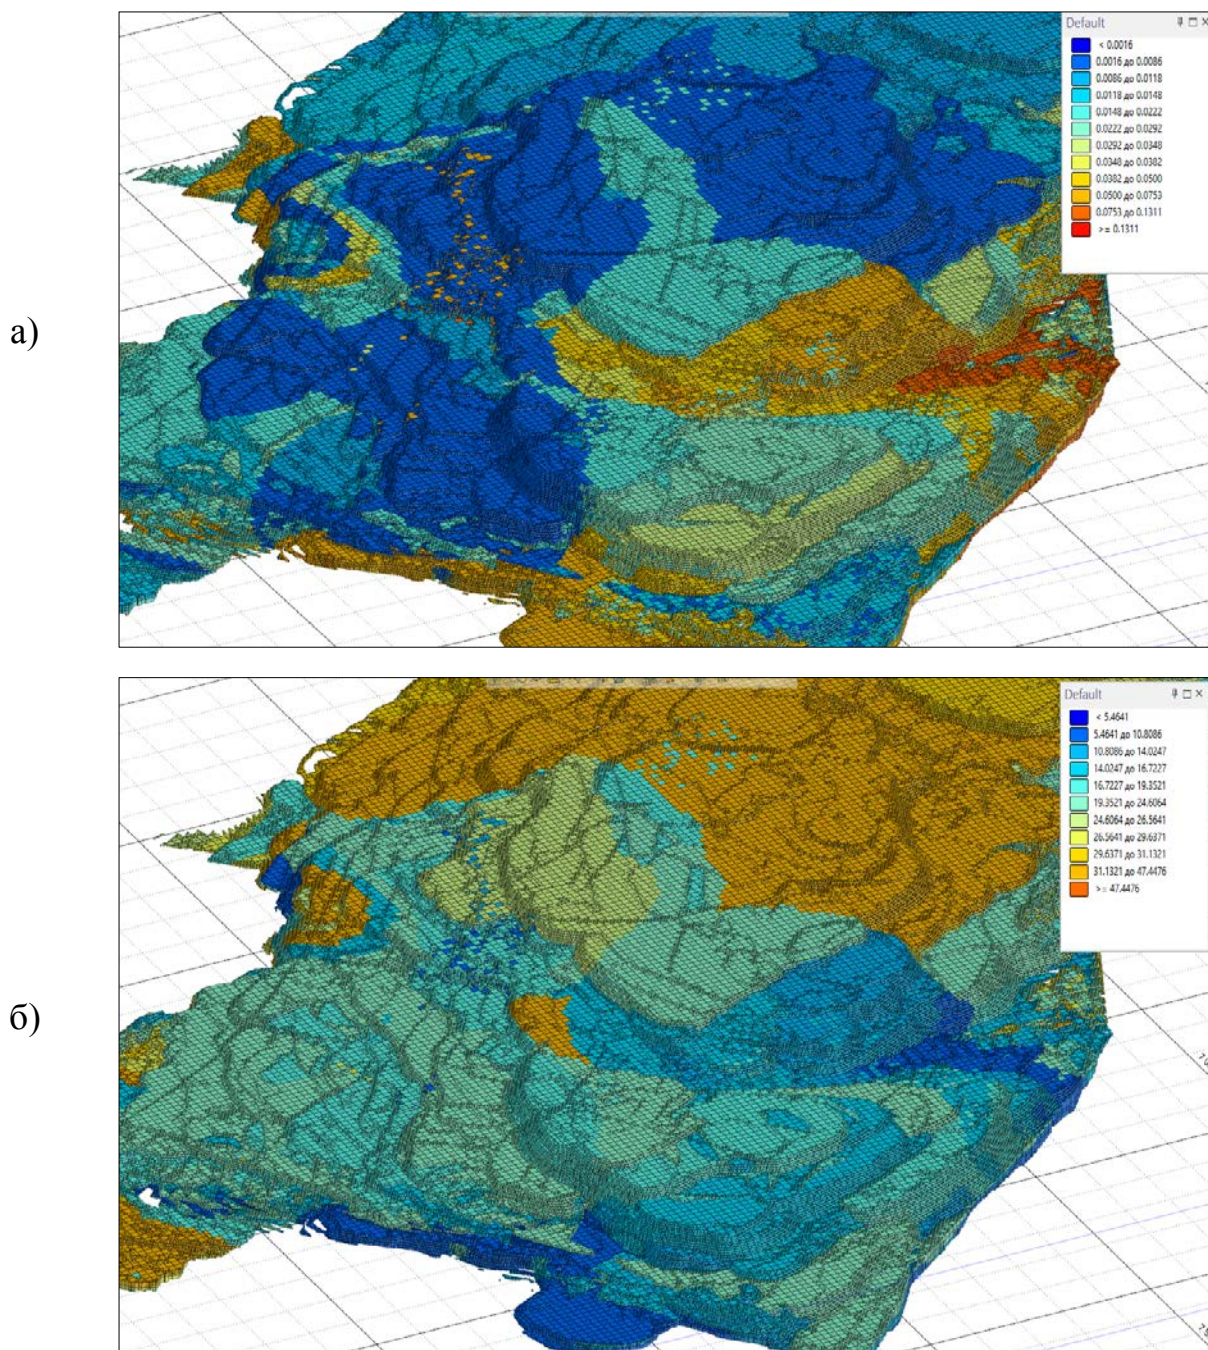 Default
< 0.0016
0.0016 до 0.0086
0.0086 до 0.0118
0.0118 до 0.0148
0.0148 до 0.0222
0.0222 до 0.0292
0.0292 до 0.0348
0.0348 до 0.0382
0.0382 до 0.0500
0.0500 до 0.0753
0.0753 до 0.1311
>= 0.1311
а)
Default
< 5.4641
5.4641 до 10.8086
10.8086 до 14.0247
14.0247 до 16.7227
16.7227 до 19.3521
19.3521 до 24.6064
24.6064 до 26.5641
26.5641 до 29.6371
29.6371 до 31.1321
31.1321 до 47.4476
>= 47.4476
б)